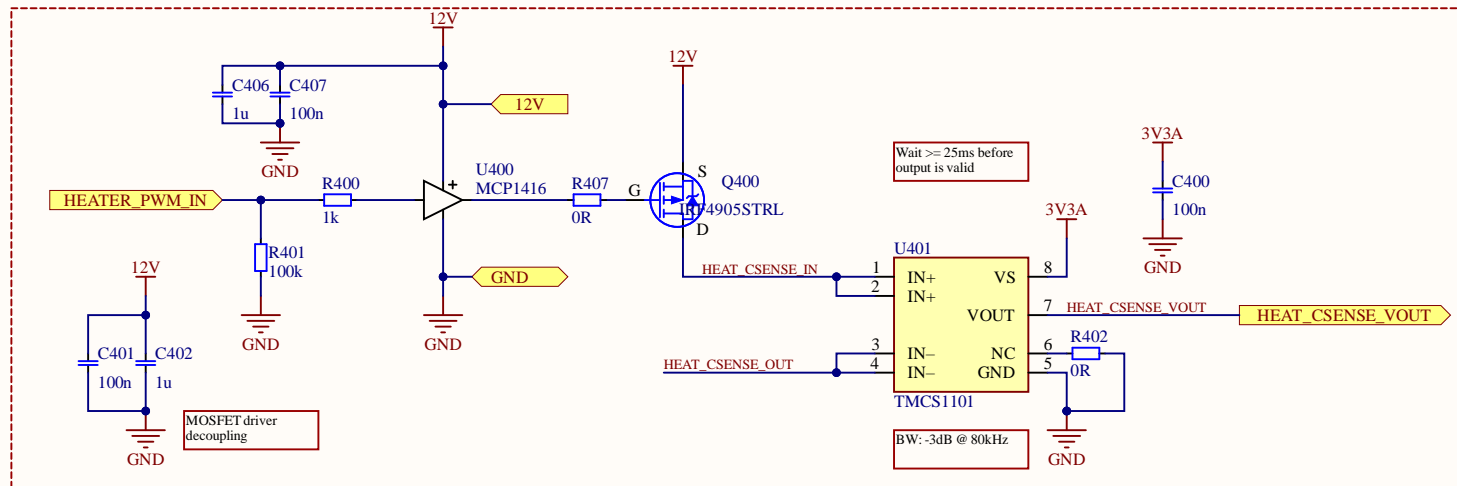 12V
C406
1u
C407
100n
GND
12V
HEATER_PWM_IN
R400
1k
R401
100k
GND
U400
MCP1416
+
GND
GND
R407
0R
12V
S
G
D
Q400
IRF4905STRL
12V
C401
100n
C402
1u
GND
MOSFET driver
decoupling
Wait >= 25ms before
output is valid
3V3A
C400
100n
GND
3V3A
U401
HEAT_CSENSE_IN
1
IN+
2
IN+
VS
8
VOUT
7
HEAT_CSENSE_VOUT
HEAT_CSENSE_VOUT
HEAT_CSENSE_OUT
3
IN–
4
IN–
NC
6
GND
5
R402
0R
TMCS1101
BW: -3dB @ 80kHz
GND